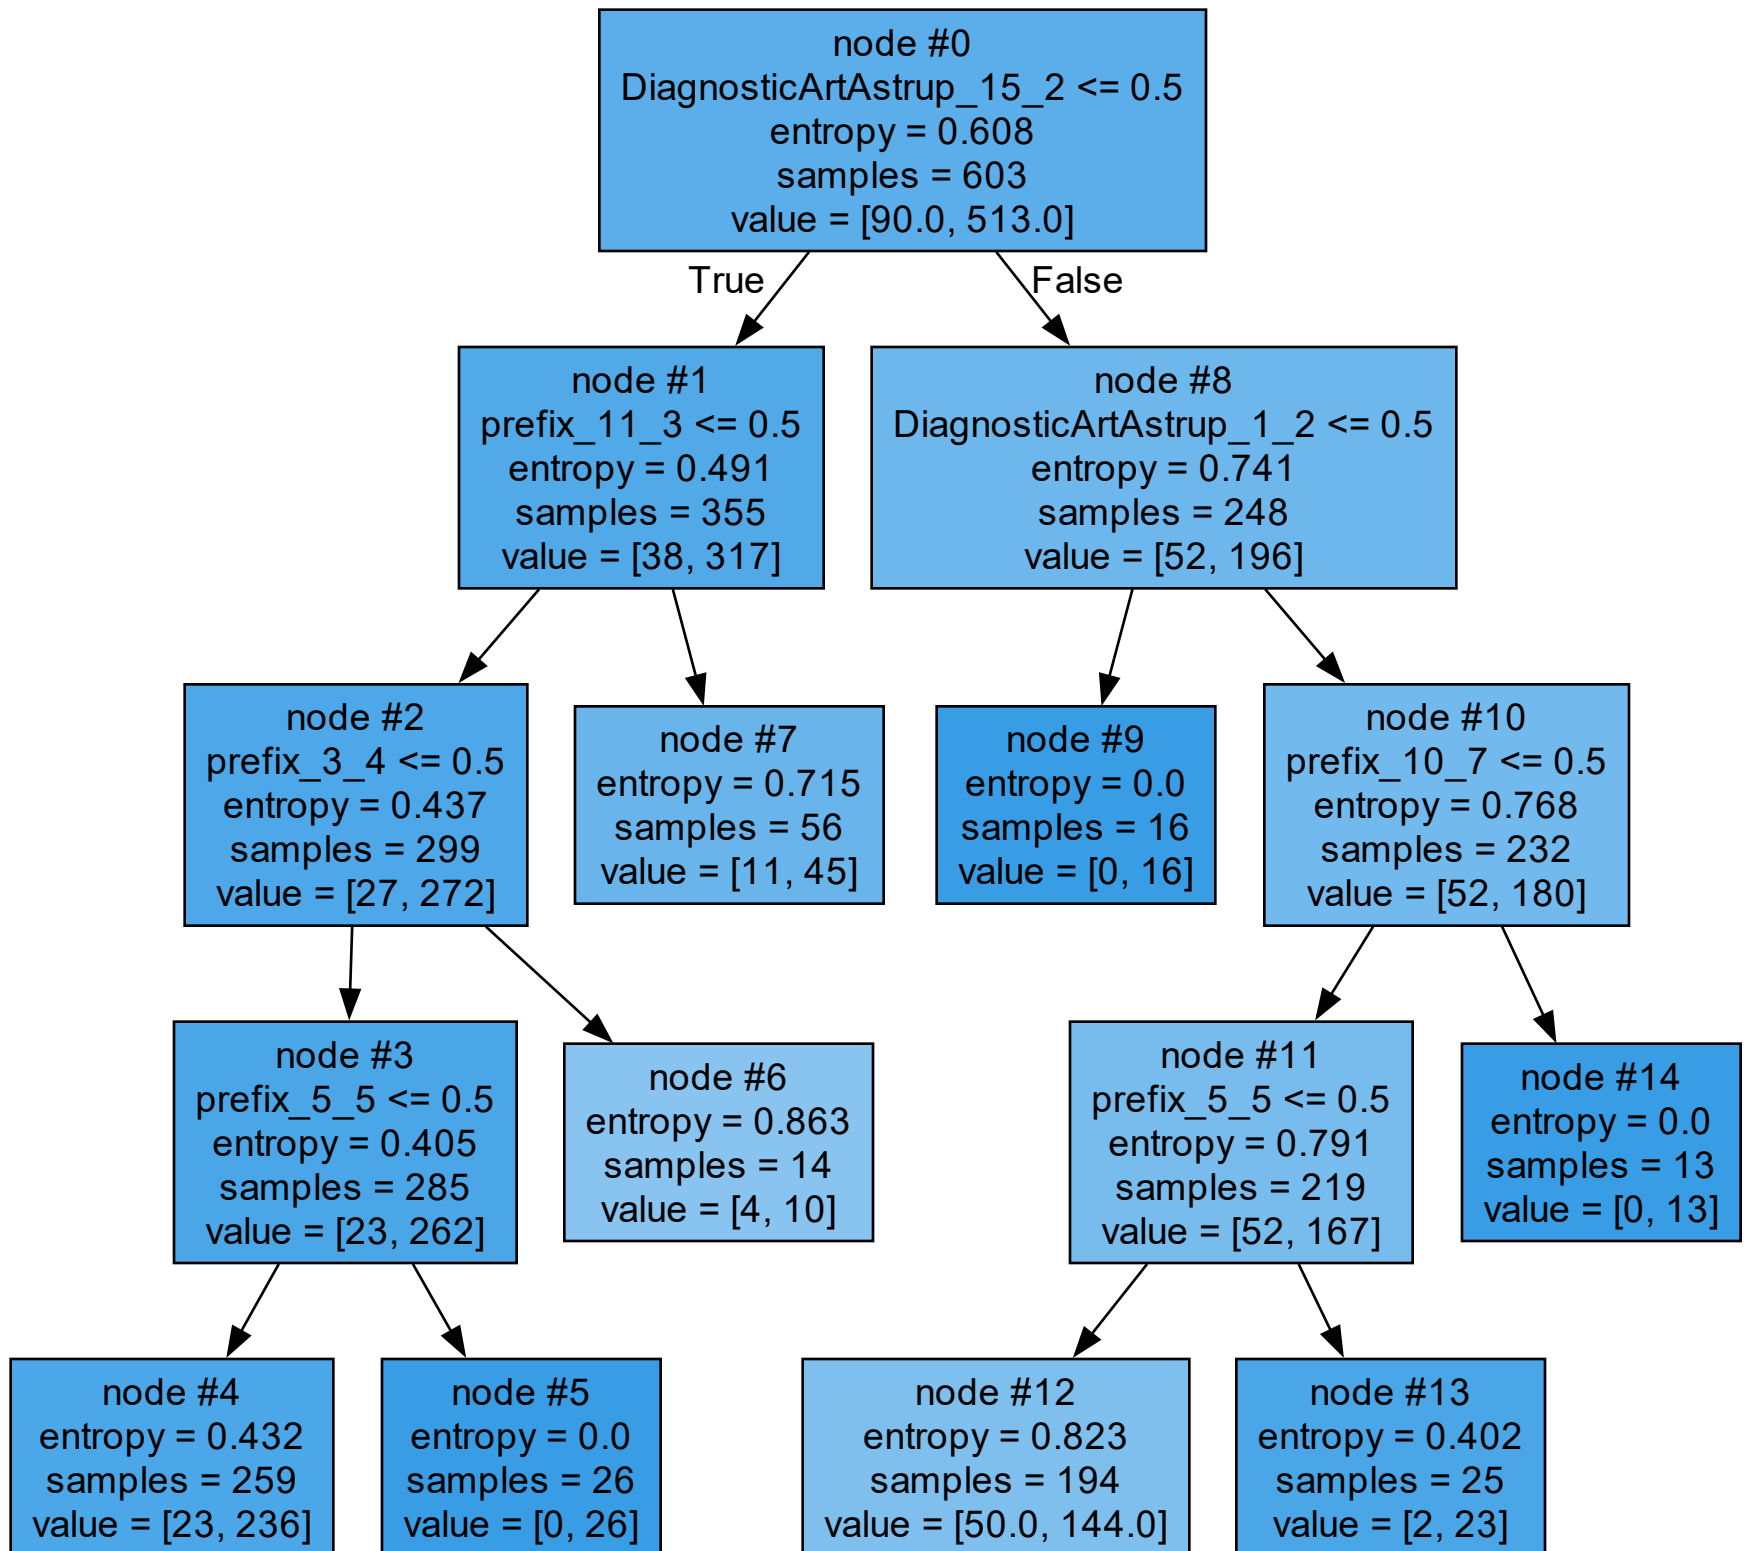 node #0
DiagnosticArtAstrup_15_2 <= 0.5
entropy = 0.608
samples = 603
value = [90.0, 513.0]
True
False
node #1
prefix_11_3 <= 0.5
entropy = 0.491
samples = 355
value = [38, 317]
node #8
DiagnosticArtAstrup_1_2 <= 0.5
entropy = 0.741
samples = 248
value = [52, 196]
node #2
prefix_3_4 <= 0.5
entropy = 0.437
samples = 299
value = [27, 272]
node #7
entropy = 0.715
samples = 56
value = [11, 45]
node #9
entropy = 0.0
samples = 16
value = [0, 16]
node #10
prefix_10_7 <= 0.5
entropy = 0.768
samples = 232
value = [52, 180]
node #3
prefix_5_5 <= 0.5
entropy = 0.405
samples = 285
value = [23, 262]
node #6
entropy = 0.863
samples = 14
value = [4, 10]
node #11
prefix_5_5 <= 0.5
entropy = 0.791
samples = 219
value = [52, 167]
node #14
entropy = 0.0
samples = 13
value = [0, 13]
node #4
entropy = 0.432
samples = 259
value = [23, 236]
node #5
entropy = 0.0
samples = 26
value = [0, 26]
node #12
entropy = 0.823
samples = 194
value = [50.0, 144.0]
node #13
entropy = 0.402
samples = 25
value = [2, 23]